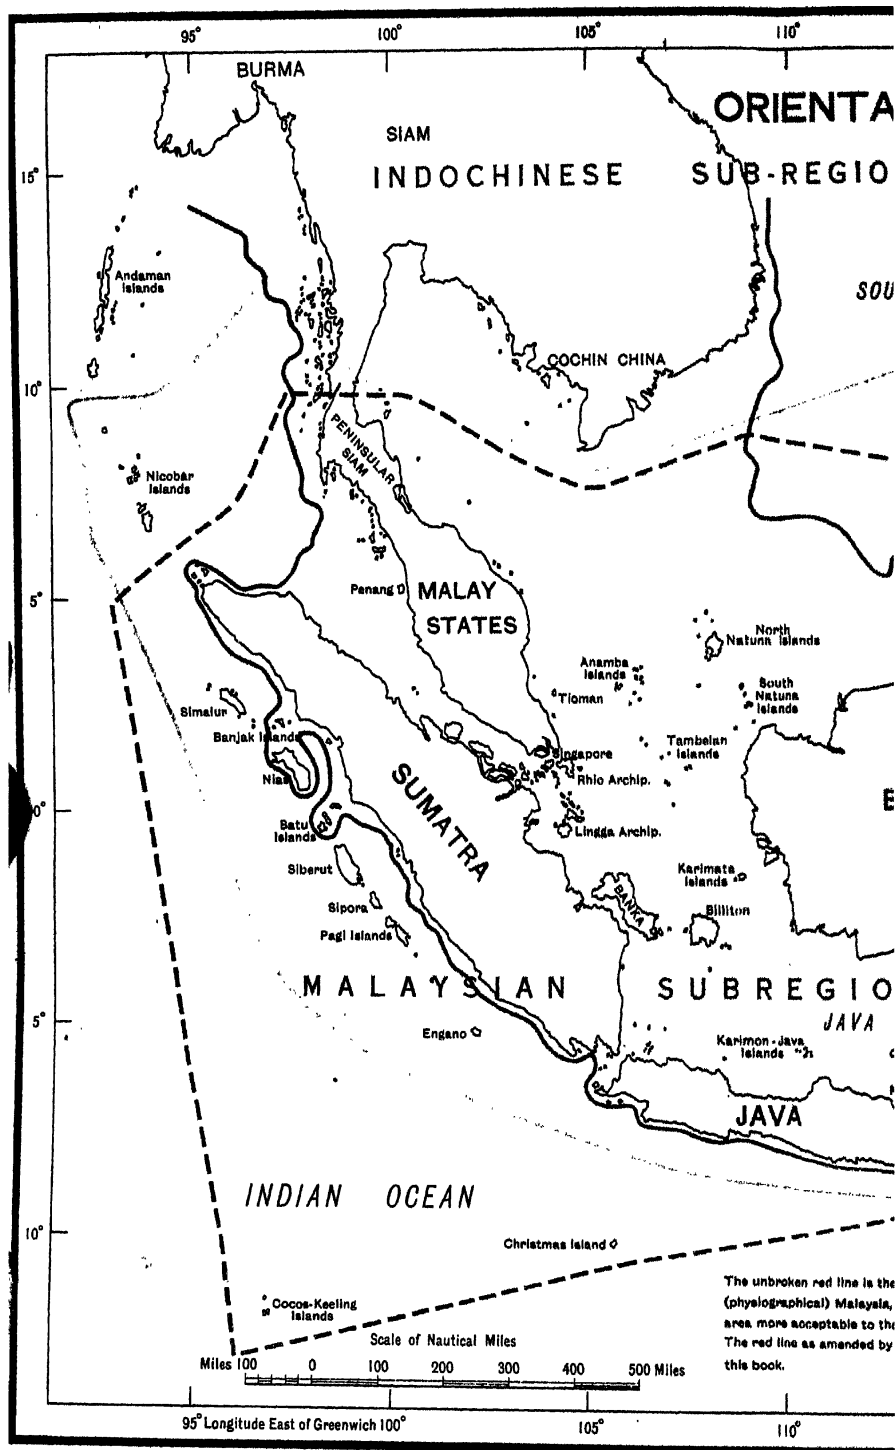 95° 100° 105° 110°
BURMA
ORIENTA
SIAM
15°
INDOCHINESE SUB-REGIO
Andaman
Islands
SOU
COCHIN CHINA
10°
PENINSULAR
SIAM
Nicobar
Islands
5°
Penang
MALAY
STATES
North
Natuna Islands
Anamba
Islands
Tioman
South
Natuna
Islands
Simalur
Banjak Islands
Nias
Singapore
Tambelan
Islands
Rhio Archip.
SUMATRA
0°
Batu
Islands
Lingga Archip.
Siberut
Karimata
Islands
BANKA
Billiton
Sipora
Pagi Islands
MALAYSIAN SUBREGIO
5°
JAVA
Engano
Karimon-Java
Islands
JAVA
INDIAN OCEAN
10°
Christmas Island
Cocos-Keeling
Islands
The unbroken red line is the
(physiographical) Malaysia,
area more acceptable to the
The red line as amended by
this book.
Scale of Nautical Miles
Miles 100 0 100 200 300 400 500 Miles
95° Longitude East of Greenwich 100° 105° 110°